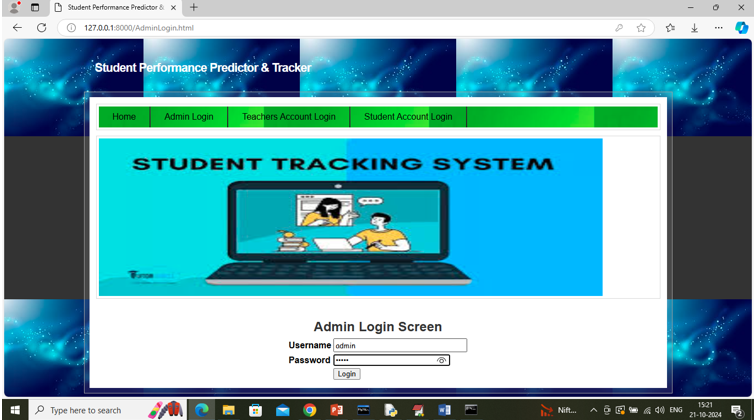 Student Performance Predictor &
127.0.0.1:8000/AdminLogin.html
Student Performance Predictor & Tracker
Home Admin Login Teachers Account Login Student Account Login
STUDENT TRACKING SYSTEM
Admin Login Screen
Username admin
Password •••••
Login
Type here to search
Nift...
ENG
15:21
21-10-2024
2